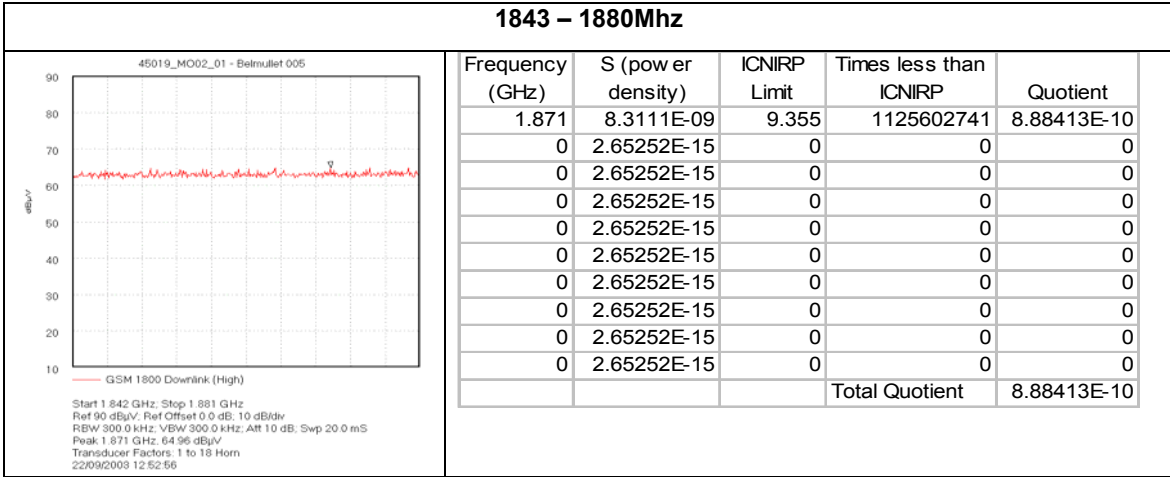 1843 – 1880Mhz
45019_MO02_01 - Belmullet 005
90
80
70
60
50
40
30
20
10
dBµV
GSM 1800 Downlink (High)
Start 1.842 GHz; Stop 1.881 GHz
Ref 90 dBµV; Ref Offset 0.0 dB; 10 dB/div
RBW 300.0 kHz; VBW 300.0 kHz; Att 10 dB; Swp 20.0 mS
Peak 1.871 GHz, 64.96 dBµV
Transducer Factors: 1 to 18 Horn
22/09/2003 12:52:56
Frequency (GHz) S (pow er density) ICNIRP Limit Times less than ICNIRP Quotient
1.871 8.3111E-09 9.355 1125602741 8.88413E-10
0 2.65252E-15 0 0 0
0 2.65252E-15 0 0 0
0 2.65252E-15 0 0 0
0 2.65252E-15 0 0 0
0 2.65252E-15 0 0 0
0 2.65252E-15 0 0 0
0 2.65252E-15 0 0 0
0 2.65252E-15 0 0 0
0 2.65252E-15 0 0 0
Total Quotient 8.88413E-10